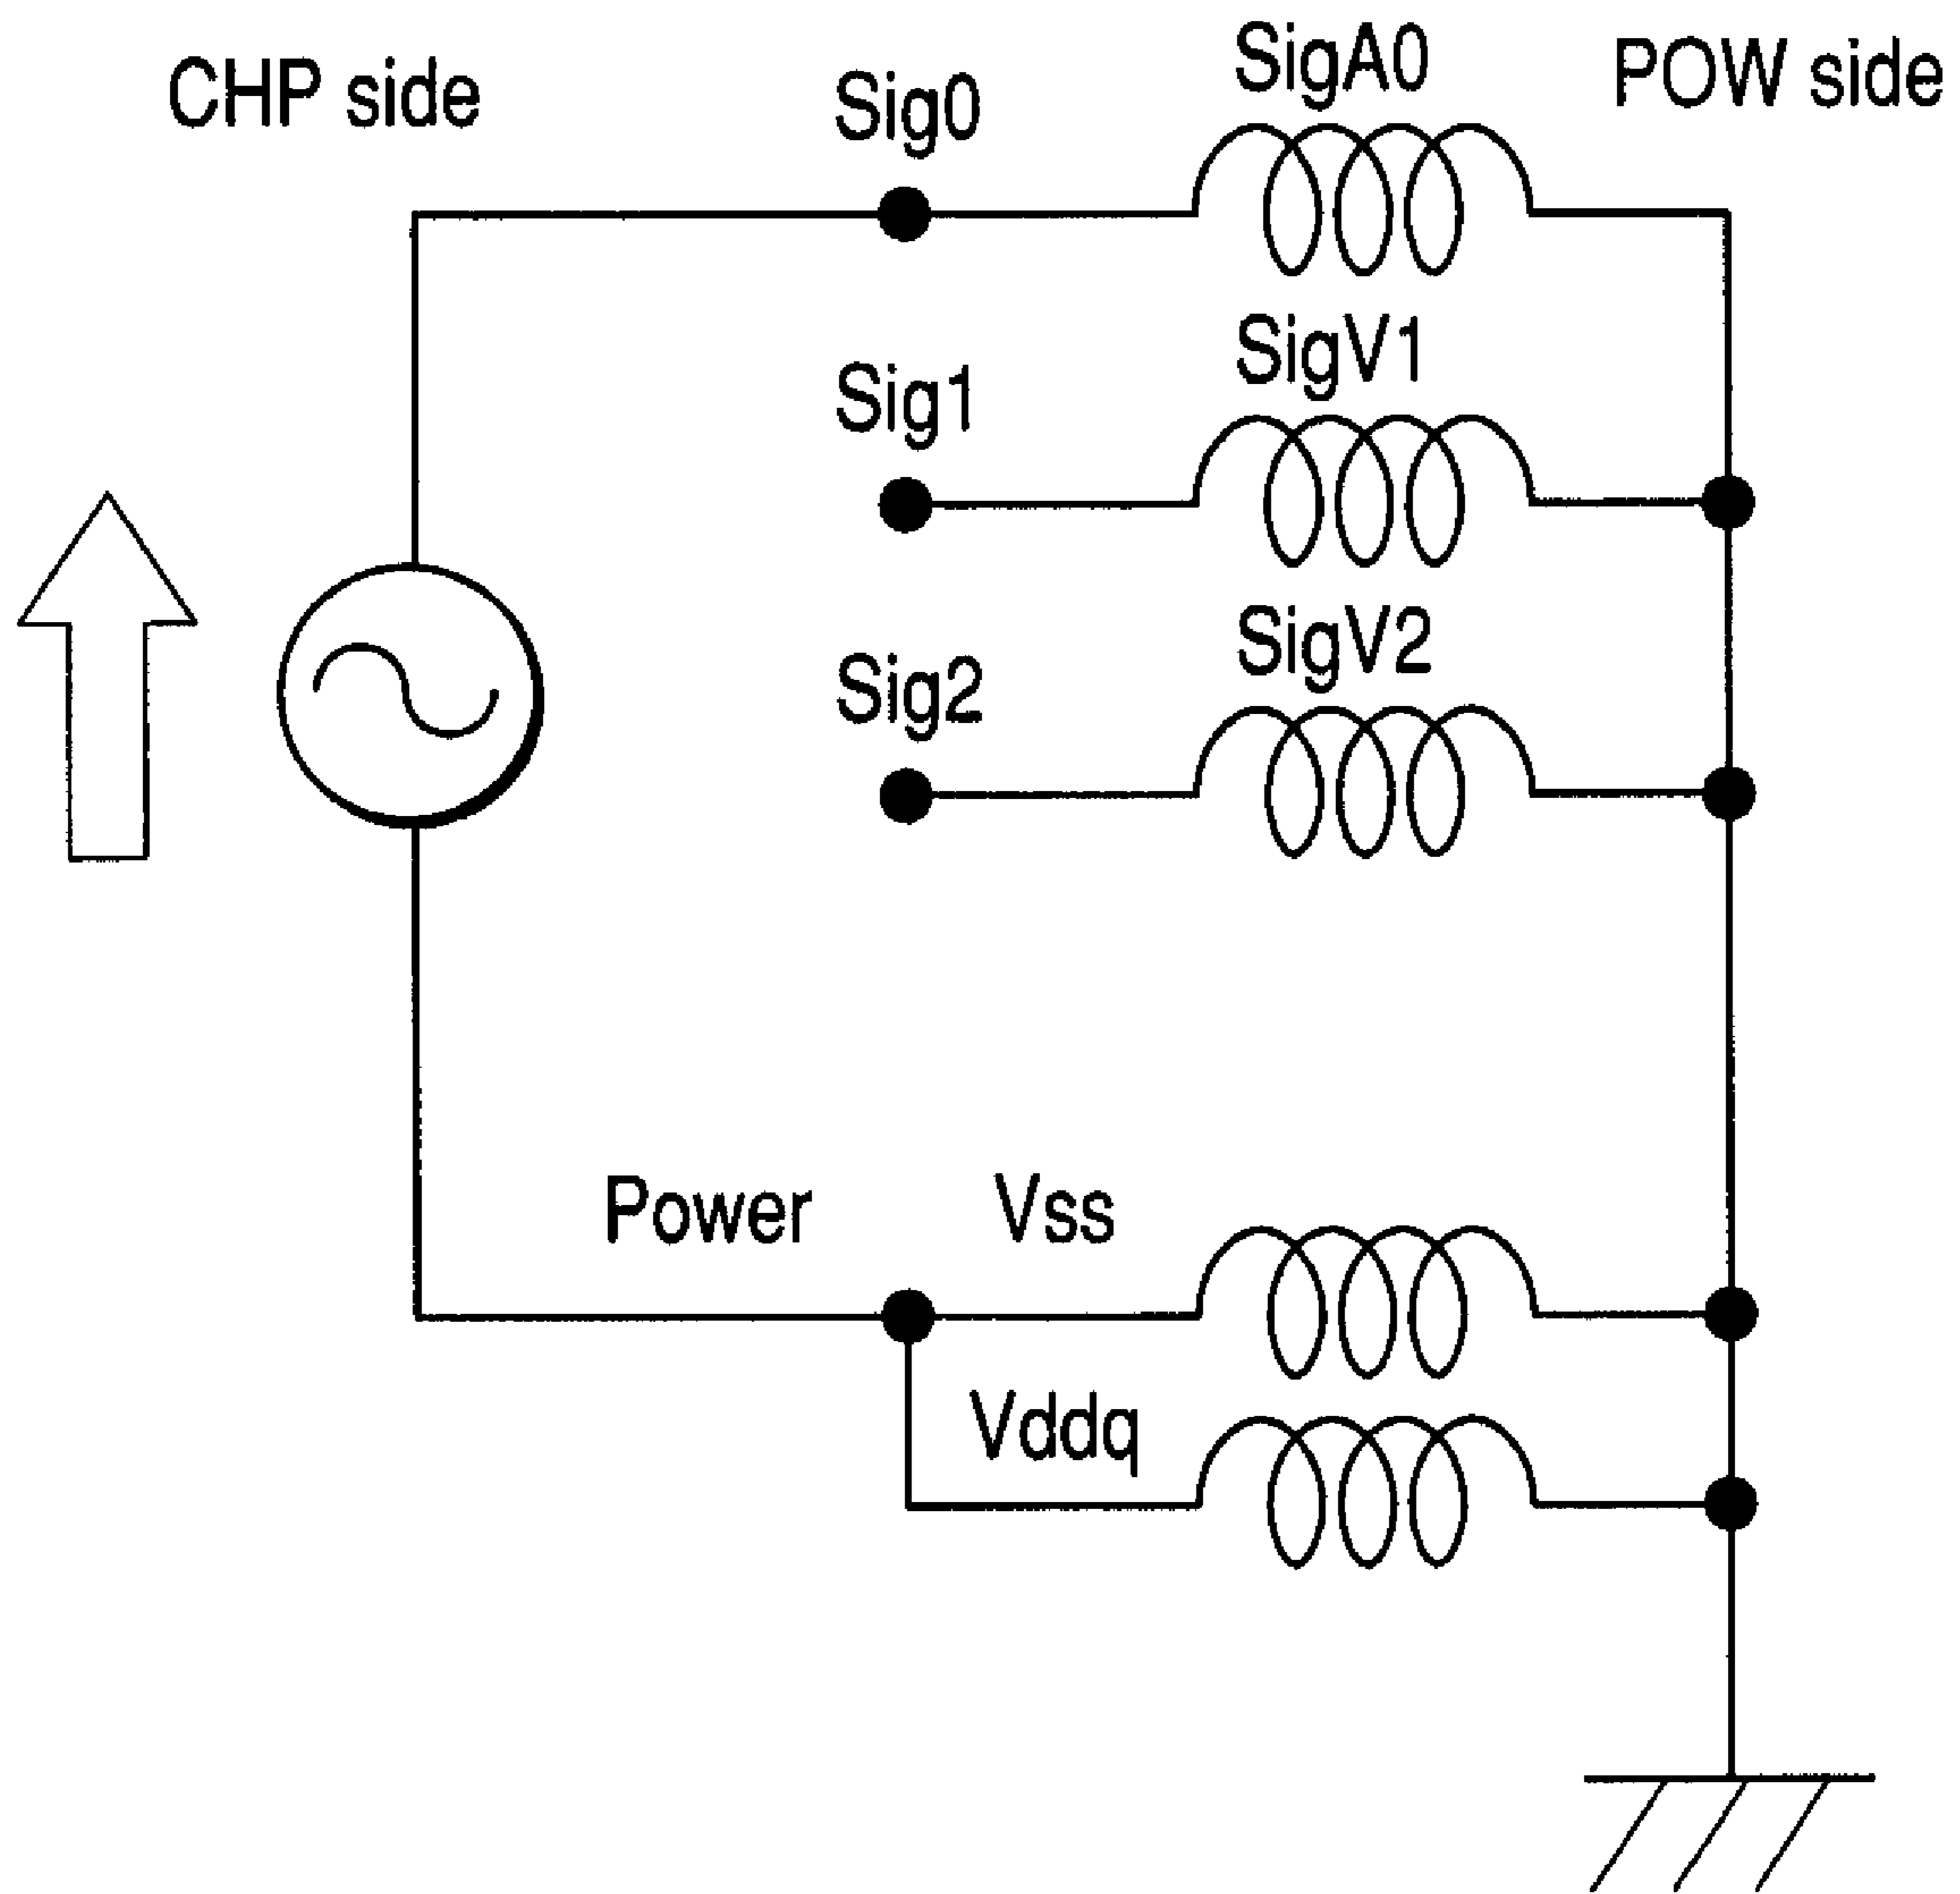 CHP side
Sig0
SigA0
POW side
Sig1
SigV1
Sig2
SigV2
Power
Vss
Vddq